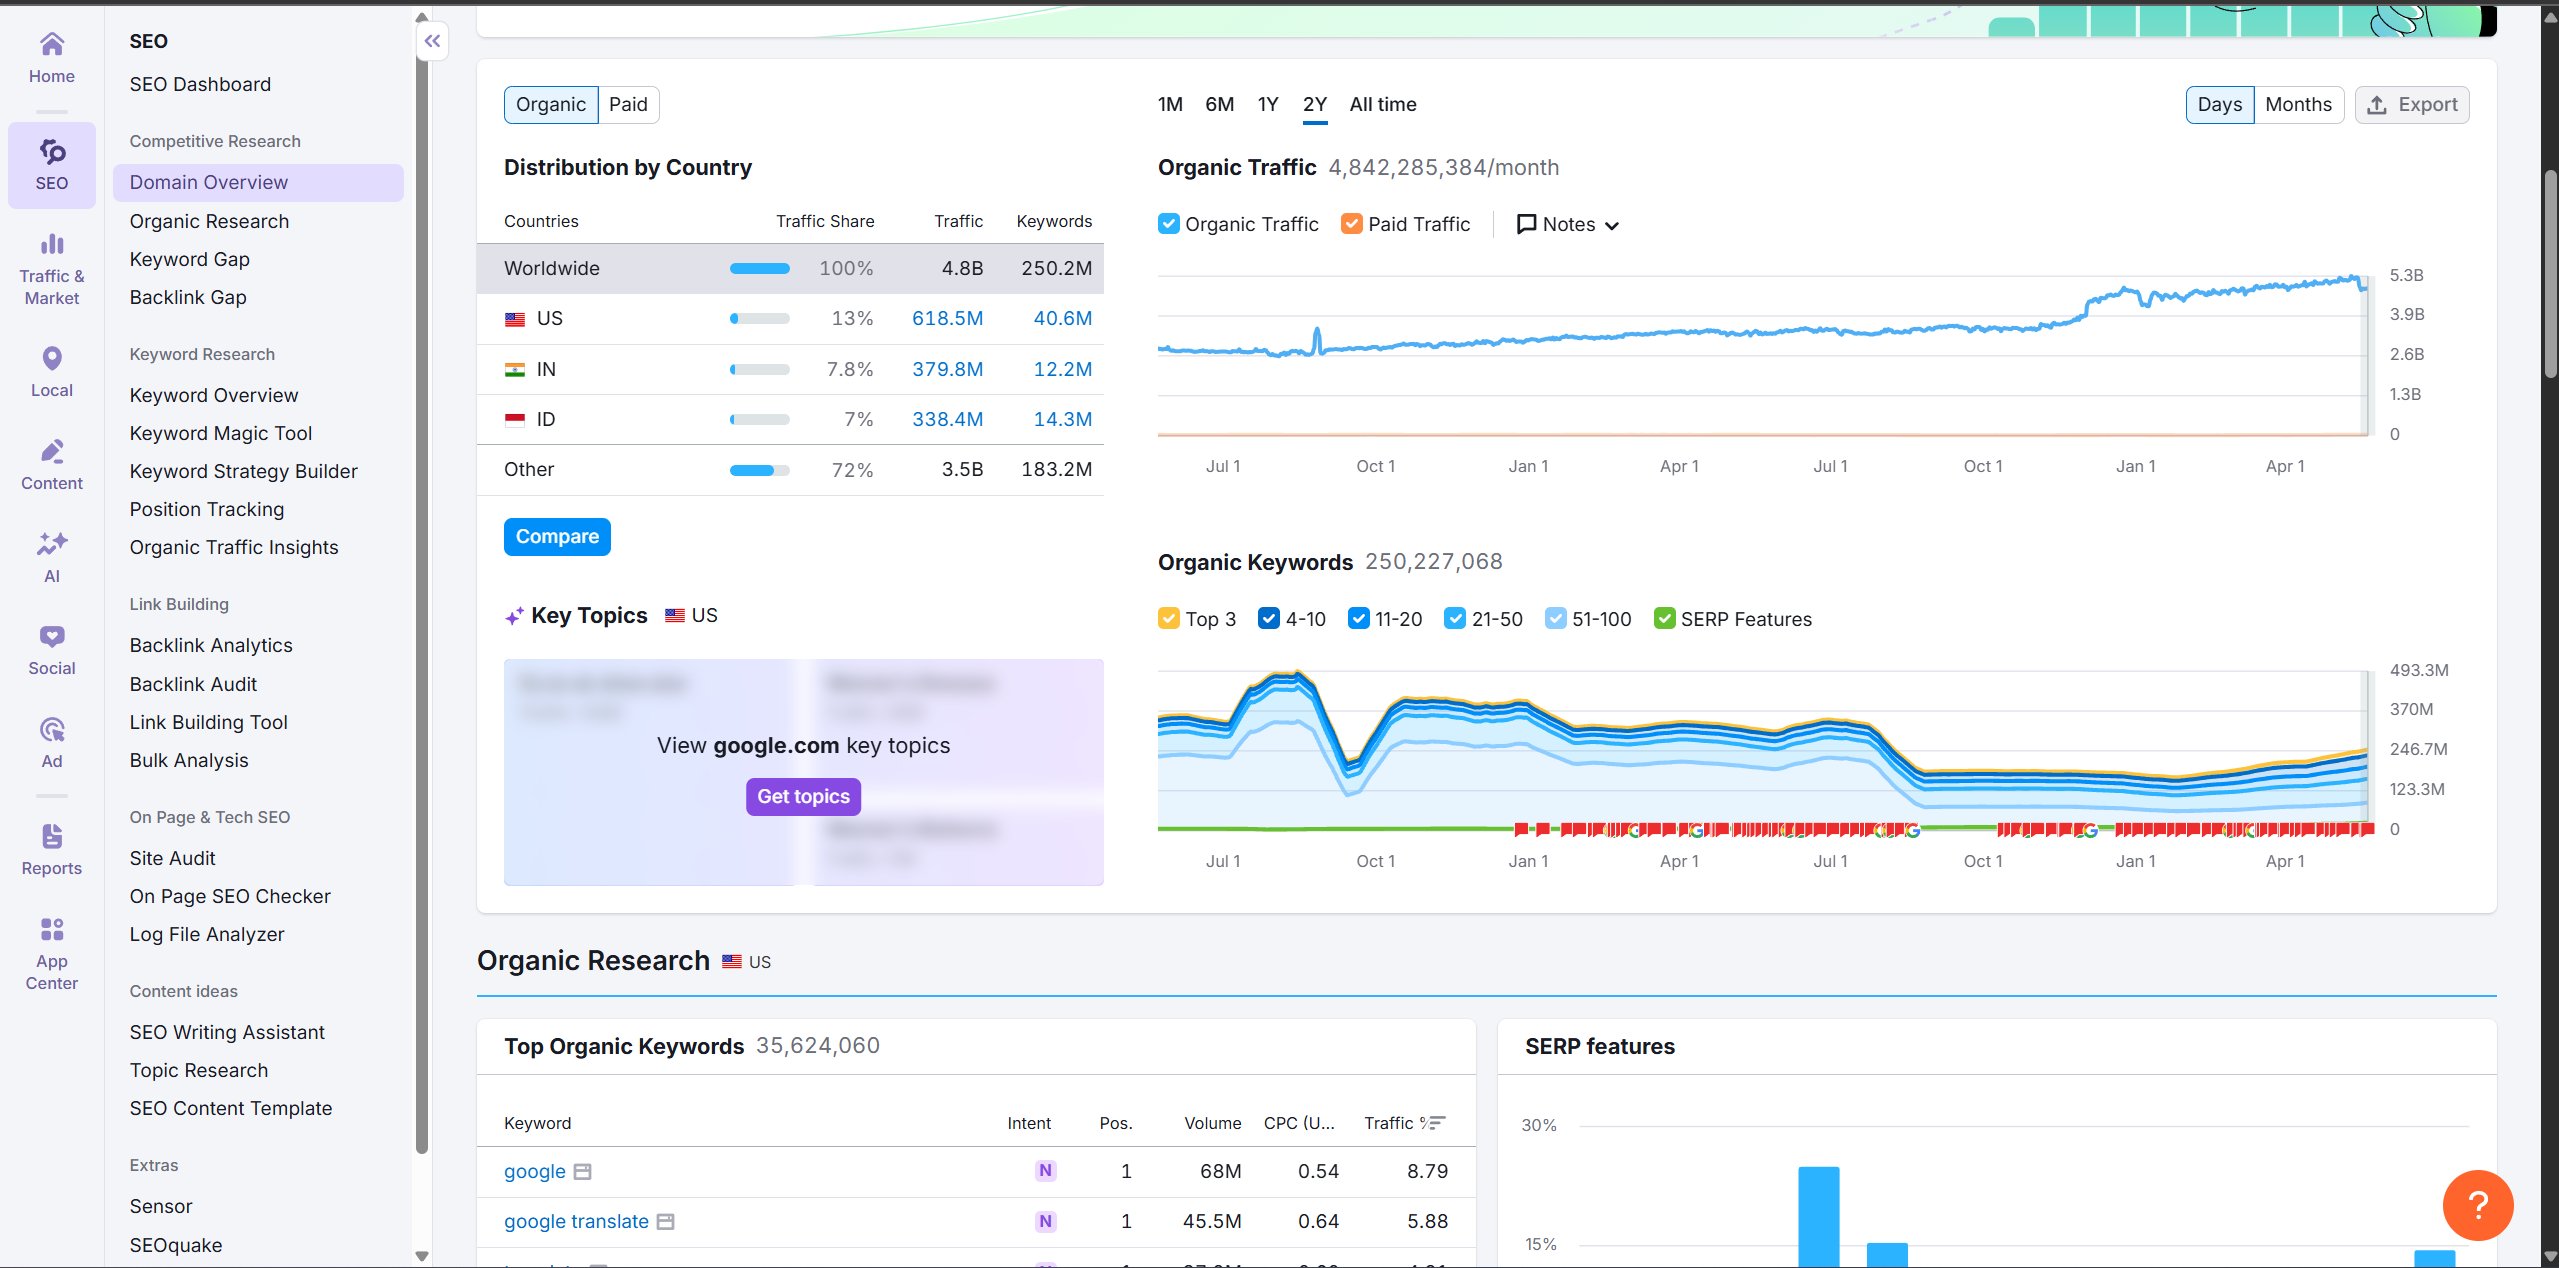 Home
SEO
Traffic &
Market
Local
Content
AI
Social
Ad
Reports
App
Center
SEO
SEO Dashboard
Competitive Research
Domain Overview
Organic Research
Keyword Gap
Backlink Gap
Keyword Research
Keyword Overview
Keyword Magic Tool
Keyword Strategy Builder
Position Tracking
Organic Traffic Insights
Link Building
Backlink Analytics
Backlink Audit
Link Building Tool
Bulk Analysis
On Page & Tech SEO
Site Audit
On Page SEO Checker
Log File Analyzer
Content ideas
SEO Writing Assistant
Topic Research
SEO Content Template
Extras
Sensor
SEOquake
Organic Paid
Distribution by Country
Countries Traffic Share Traffic Keywords
Worldwide 100% 4.8B 250.2M
US 13% 618.5M 40.6M
IN 7.8% 379.8M 12.2M
ID 7% 338.4M 14.3M
Other 72% 3.5B 183.2M
Compare
Key Topics US
View google.com key topics
Get topics
1M 6M 1Y 2Y All time Days Months Export
Organic Traffic 4,842,285,384/month
Organic Traffic Paid Traffic Notes
5.3B
3.9B
2.6B
1.3B
0
Jul 1 Oct 1 Jan 1 Apr 1 Jul 1 Oct 1 Jan 1 Apr 1
Organic Keywords 250,227,068
Top 3 4-10 11-20 21-50 51-100 SERP Features
493.3M
370M
246.7M
123.3M
0
Jul 1 Oct 1 Jan 1 Apr 1 Jul 1 Oct 1 Jan 1 Apr 1
Organic Research US
Top Organic Keywords 35,624,060
Keyword Intent Pos. Volume CPC (U... Traffic %
google N 1 68M 0.54 8.79
google translate N 1 45.5M 0.64 5.88
SERP features
30%
15%
?